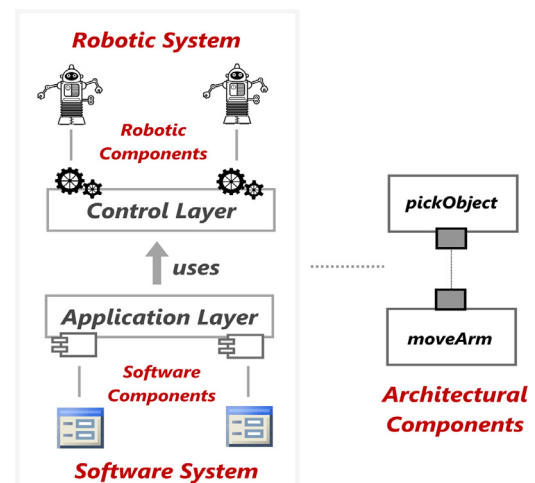 Robotic System
Robotic
Components
Control Layer
uses
Application Layer
Software
Components
Software System
pickObject
moveArm
Architectural
Components